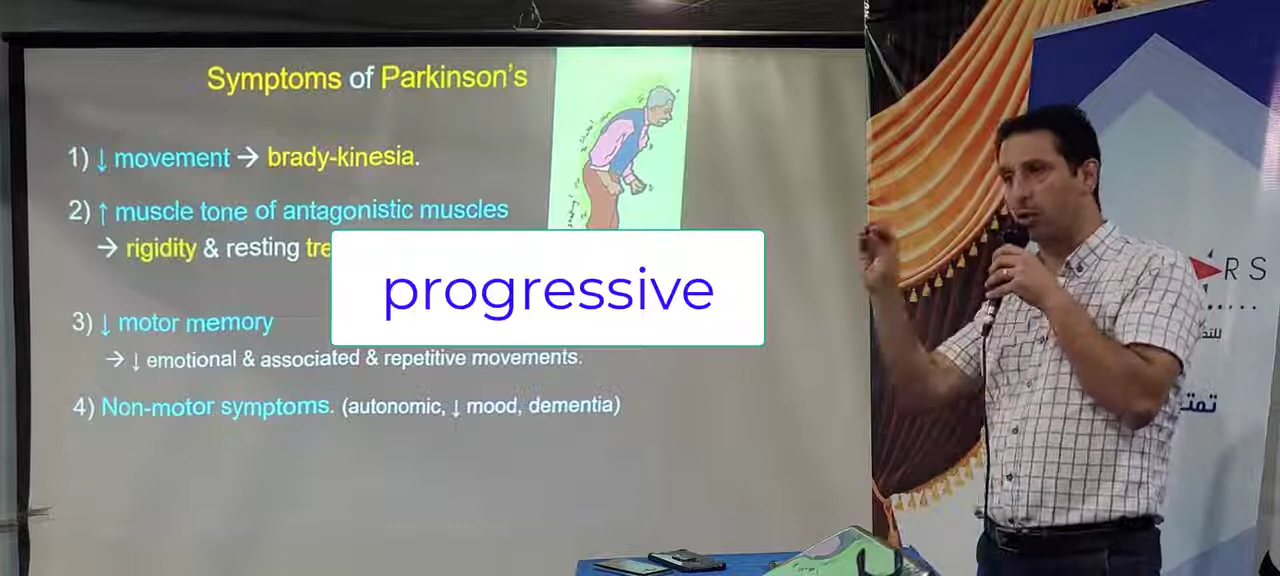 Symptoms of Parkinson's
1) ↓ movement → brady-kinesia.
2) ↑ muscle tone of antagonistic muscles
→ rigidity & resting tre
progressive
3) ↓ motor memory
→ ↓ emotional & associated & repetitive movements.
4) Non-motor symptoms. (autonomic, ↓ mood, dementia)
RS